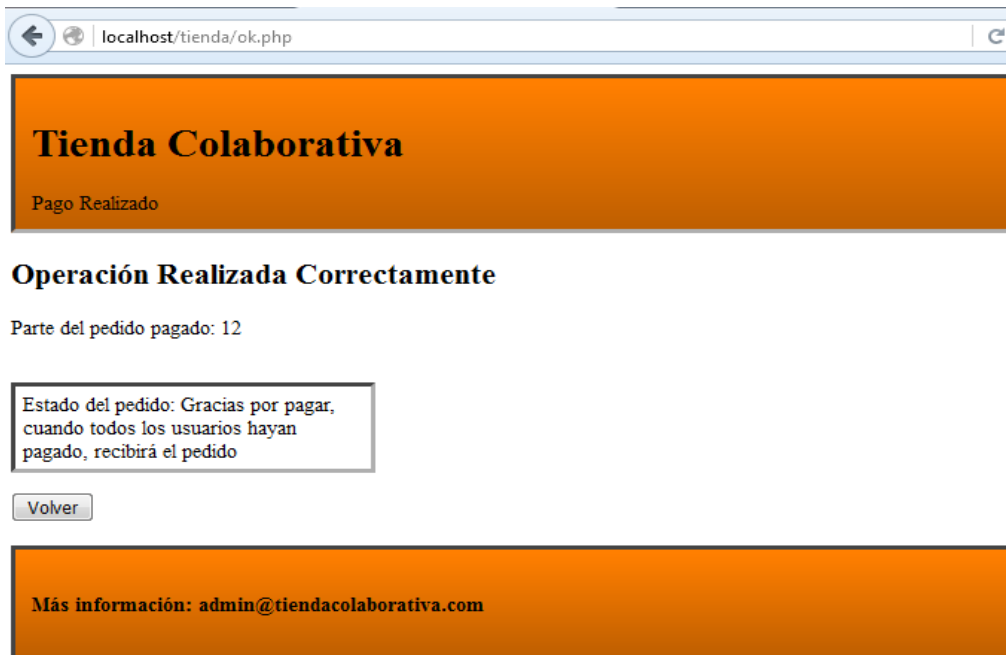 localhost/tienda/ok.php
Tienda Colaborativa
Pago Realizado
Operación Realizada Correctamente
Parte del pedido pagado: 12
Estado del pedido: Gracias por pagar,
cuando todos los usuarios hayan
pagado, recibirá el pedido
Volver
Más información: admin@tiendacolaborativa.com